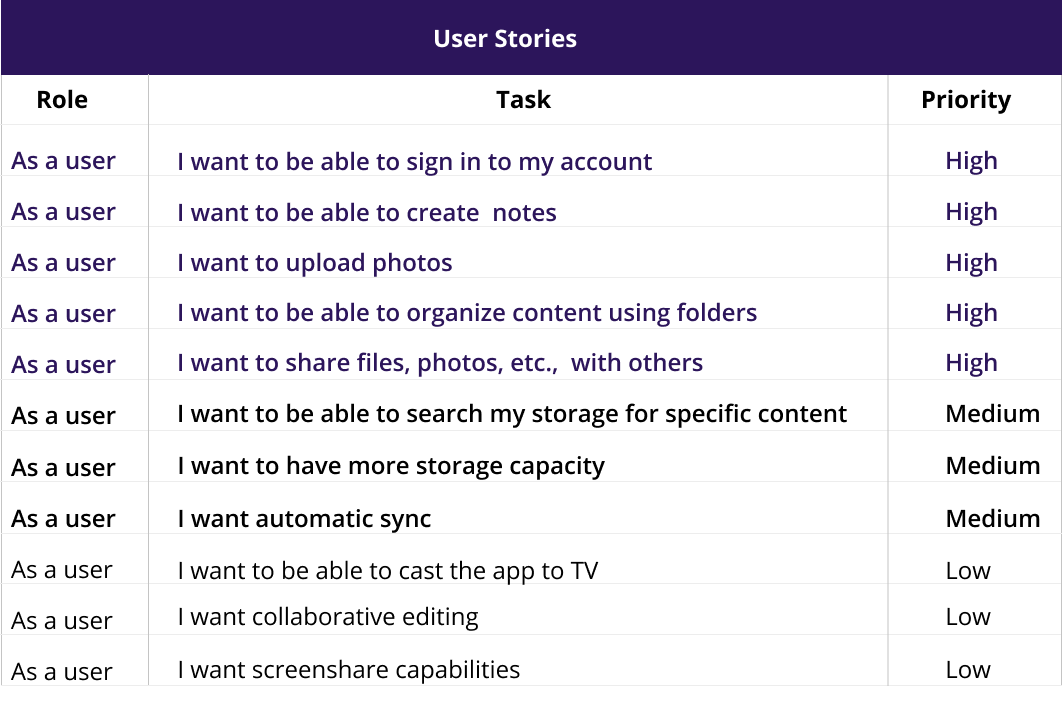 User Stories
Role Task Priority
As a user I want to be able to sign in to my account High
As a user I want to be able to create  notes High
As a user I want to upload photos High
As a user I want to be able to organize content using folders High
As a user I want to share files, photos, etc.,  with others High
As a user I want to be able to search my storage for specific content Medium
As a user I want to have more storage capacity Medium
As a user I want automatic sync Medium
As a user I want to be able to cast the app to TV Low
As a user I want collaborative editing Low
As a user I want screenshare capabilities Low